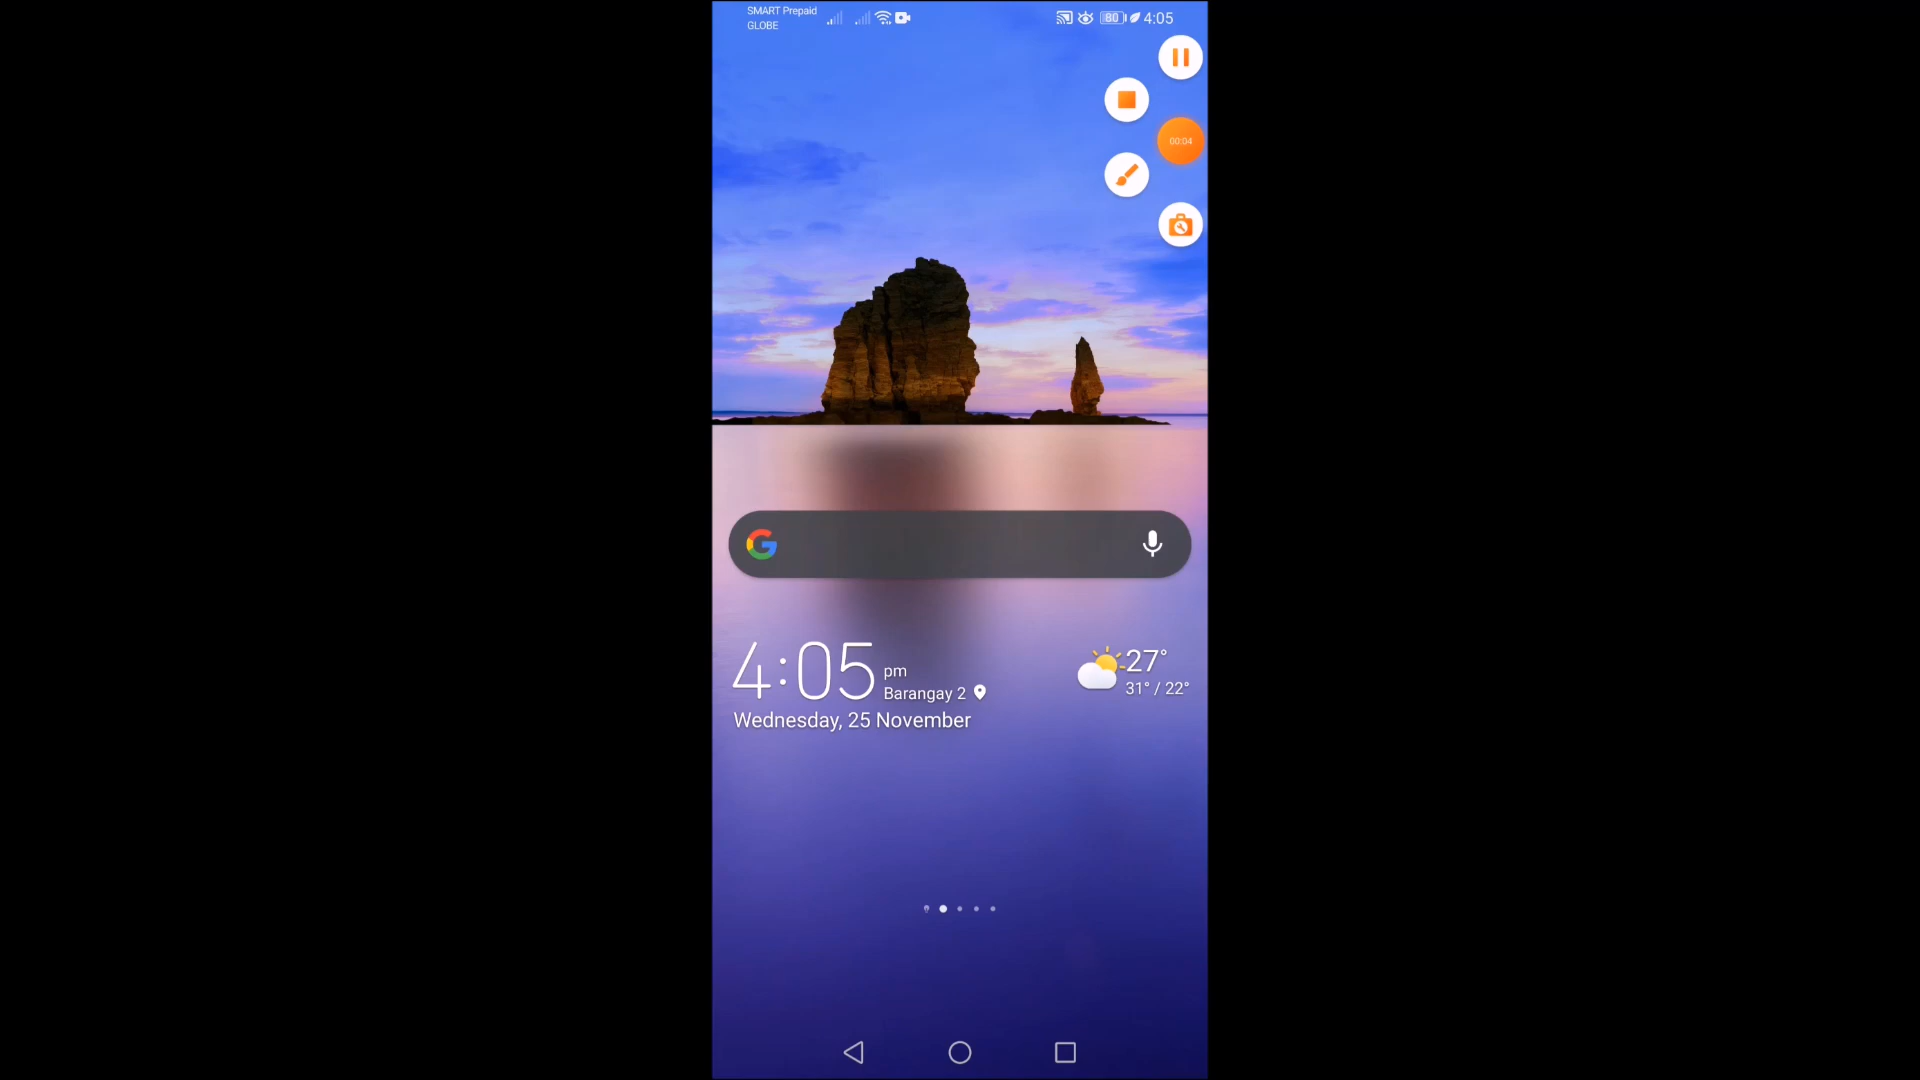 SMART Prepaid
GLOBE
80
4:05
00:04
4:05 pm
Barangay 2
Wednesday, 25 November
27°
31° / 22°